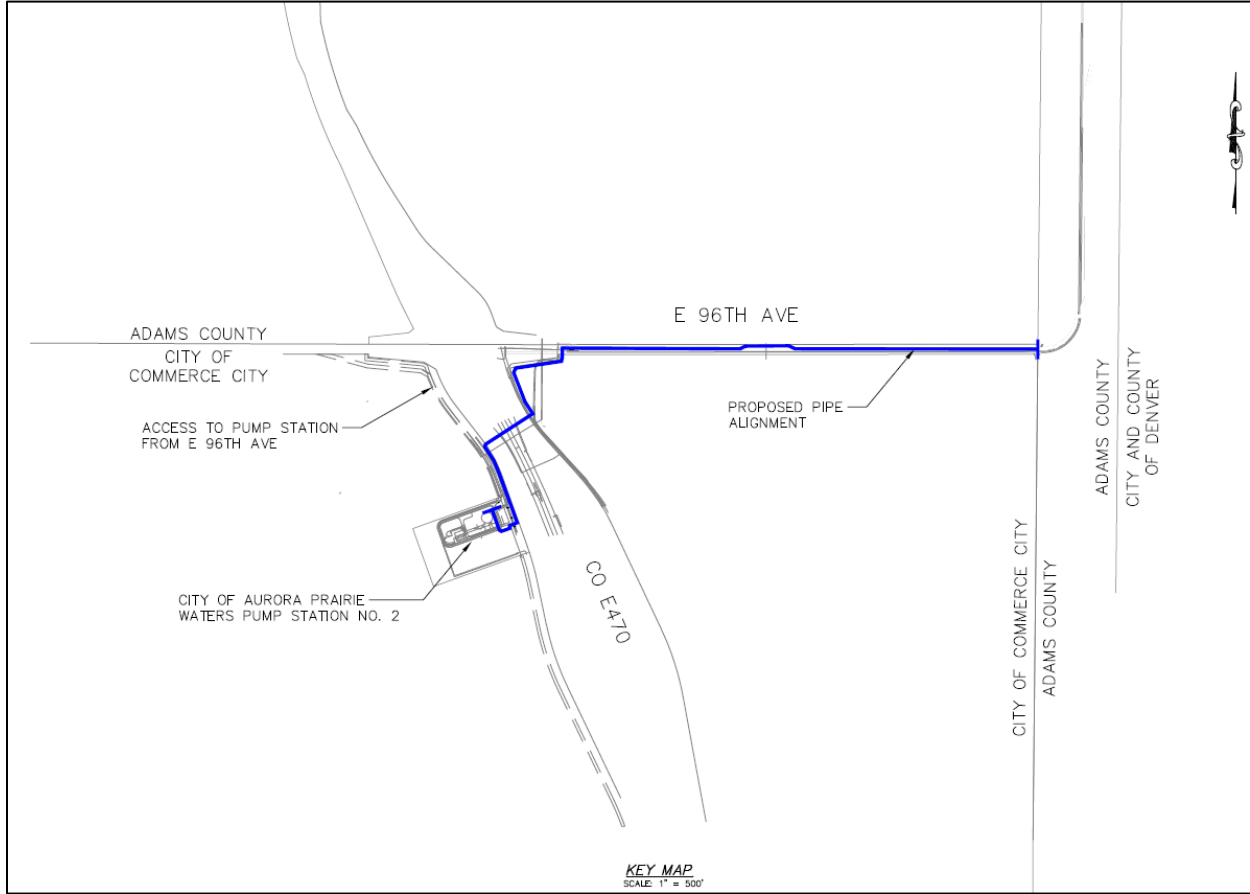 E 96TH AVE
ADAMS COUNTY
CITY OF
COMMERCE CITY
ACCESS TO PUMP STATION
FROM E 96TH AVE
PROPOSED PIPE
ALIGNMENT
ADAMS COUNTY
CITY AND COUNTY
OF DENVER
CITY OF COMMERCE CITY
ADAMS COUNTY
CO E470
CITY OF AURORA PRAIRIE
WATERS PUMP STATION NO. 2
KEY MAP
SCALE: 1" = 500'